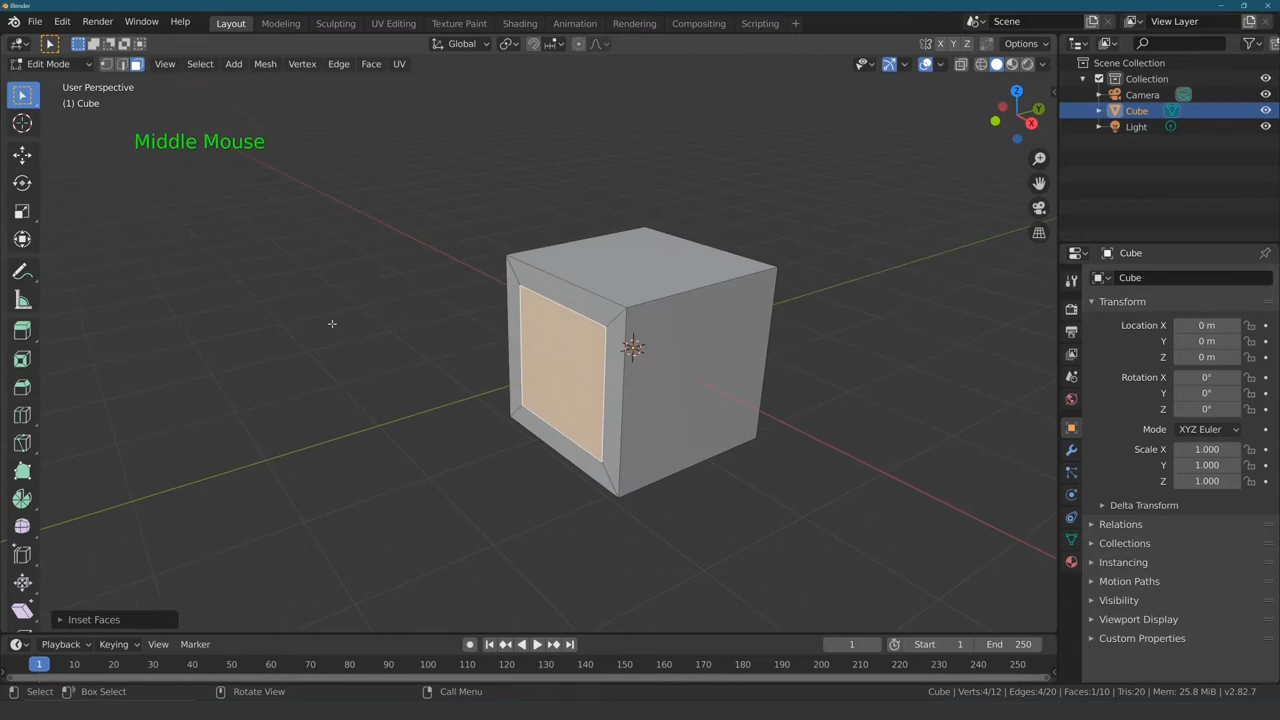 Blender
File Edit Render Window Help Layout Modeling Sculpting UV Editing Texture Paint Shading Animation Rendering Compositing Scripting + Scene View Layer
Global X Y Z Options
Edit Mode View Select Add Mesh Vertex Edge Face UV
User Perspective
(1) Cube
Middle Mouse
Z
Y
X
Scene Collection
Collection
Camera
Cube
Light
Cube
Cube
Transform
Location X 0 m
Y 0 m
Z 0 m
Rotation X 0°
Y 0°
Z 0°
Mode XYZ Euler
Scale X 1.000
Y 1.000
Z 1.000
Delta Transform
Relations
Collections
Instancing
Motion Paths
Visibility
Viewport Display
Custom Properties
Inset Faces
Playback Keying View Marker 1 Start 1 End 250
1 10 20 30 40 50 60 70 80 90 100 110 120 130 140 150 160 170 180 190 200 210 220 230 240 250
Select Box Select Rotate View Call Menu Cube | Verts:4/12 | Edges:4/20 | Faces:1/10 | Tris:20 | Mem: 25.8 MiB | v2.82.7